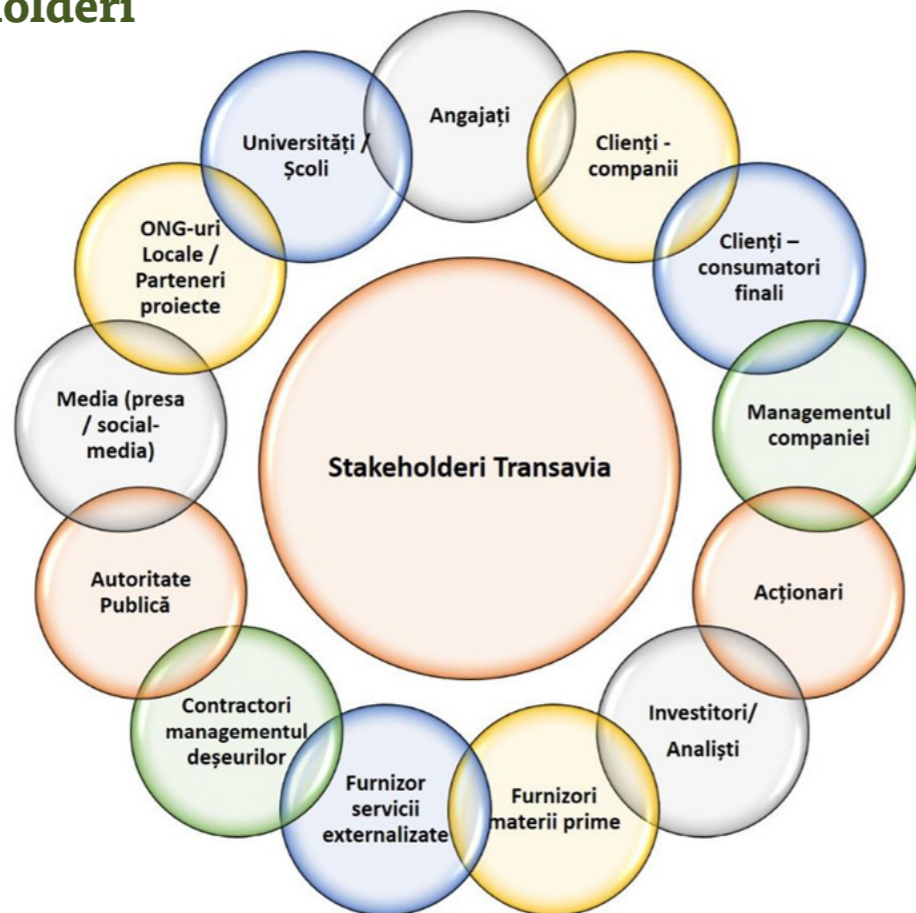 olderi
Angajați
Clienți -
companii
Clienți –
consumatori
finali
Managementul
companiei
Acționari
Investitori/
Analiști
Furnizori
materii prime
Furnizor
servicii
externalizate
Contractori
managementul
deșeurilor
Autoritate
Publică
Media (presa
/ social-
media)
ONG-uri
Locale /
Parteneri
proiecte
Universități /
Școli
Stakeholderi Transavia